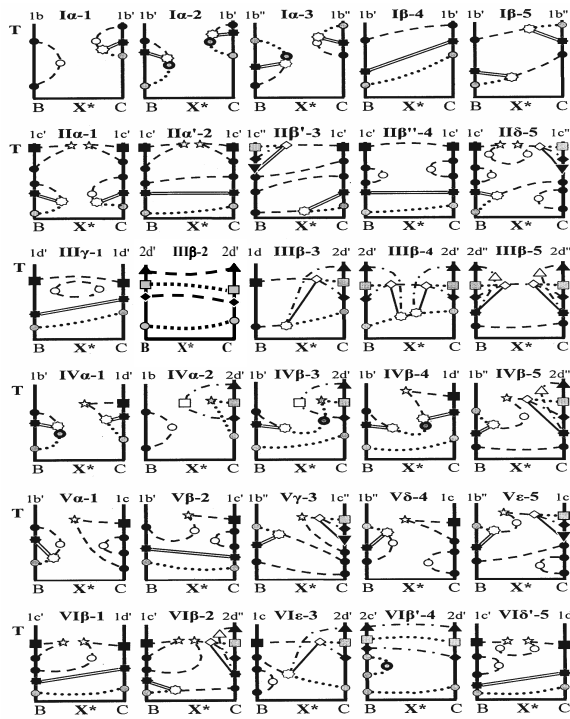 1b Iα-1 1b' 1b' Iα-2 1b' 1b" Iα-3 1b" 1b' Iβ-4 1b' 1b' Iβ-5 1b"
T
B X* C B X* C B X* C B X* C B X* C
1c' IIα-1 1c' 1c' IIα'-2 1c' 1c" IIβ'-3 1c' 1c' IIβ"-4 1c' 1c' IIδ-5 1c"
T
B X* C B X* C B X* C B X* C B X* C
1d' IIIγ-1 1d' 2d' IIIβ-2 2d' 1d IIIβ-3 2d' 2d' IIIβ-4 2d' 2d" IIIβ-5 2d"
T
B X* C B X* C B X* C B X* C B X* C
1b' IVα-1 1d' 1b IVα-2 2d' 1b' IVβ-3 2d' 1b' IVβ-4 1d' 1b" IVβ-5 2d"
T
B X* C B X* C B X* C B X* C B X* C
1b' Vα-1 1c 1b' Vβ-2 1c' 1b" Vγ-3 1c" 1b" Vδ-4 1c 1b" Vε-5 1c"
T
B X* C B X* C B X* C B X* C B X* C
1c' VIβ-1 1d' 1c' VIβ-2 2d" 1c VIε-3 2d' 2c' VIβ'-4 2d' 1c' VIδ'-5 1d'
T
B X* C B X* C B X* C B X* C B X* C